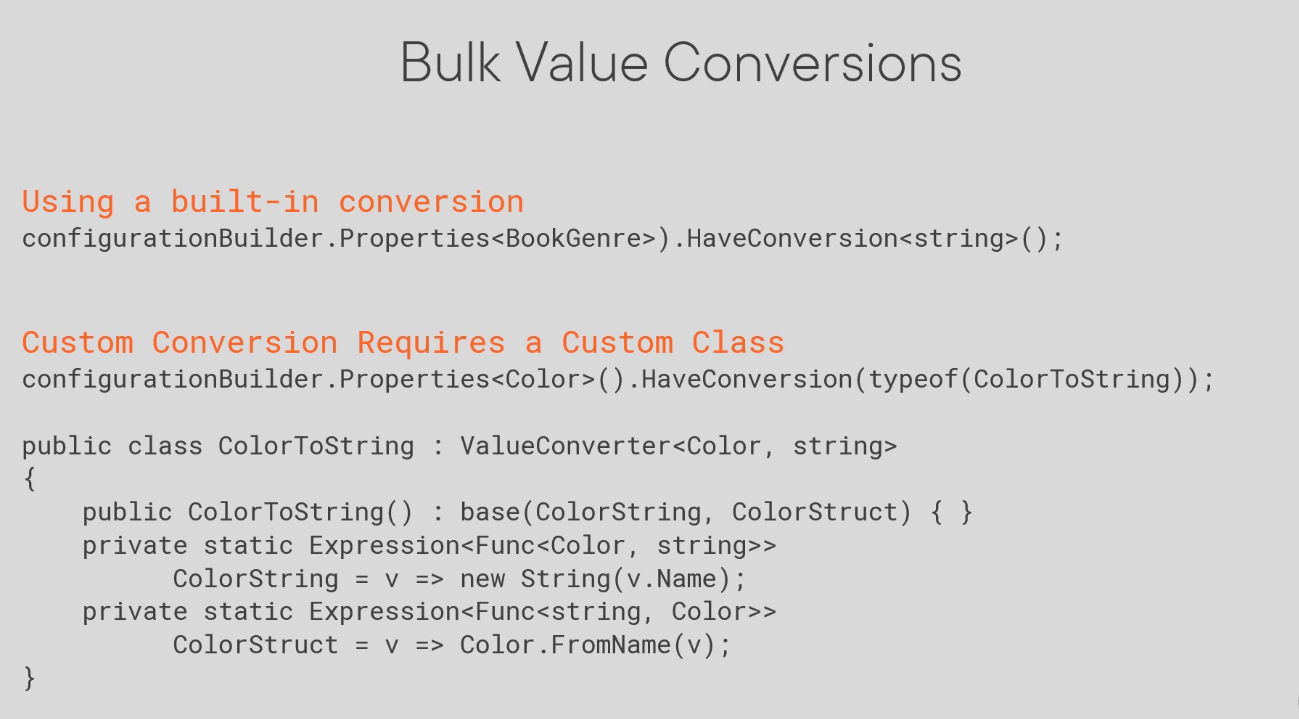 Bulk Value Conversions
Using a built-in conversion
configurationBuilder.Properties<BookGenre>).HaveConversion<string>();
Custom Conversion Requires a Custom Class
configurationBuilder.Properties<Color>().HaveConversion(typeof(ColorToString));
public class ColorToString : ValueConverter<Color, string>
{
    public ColorToString() : base(ColorString, ColorStruct) { }
    private static Expression<Func<Color, string>>
          ColorString = v => new String(v.Name);
    private static Expression<Func<string, Color>>
          ColorStruct = v => Color.FromName(v);
}